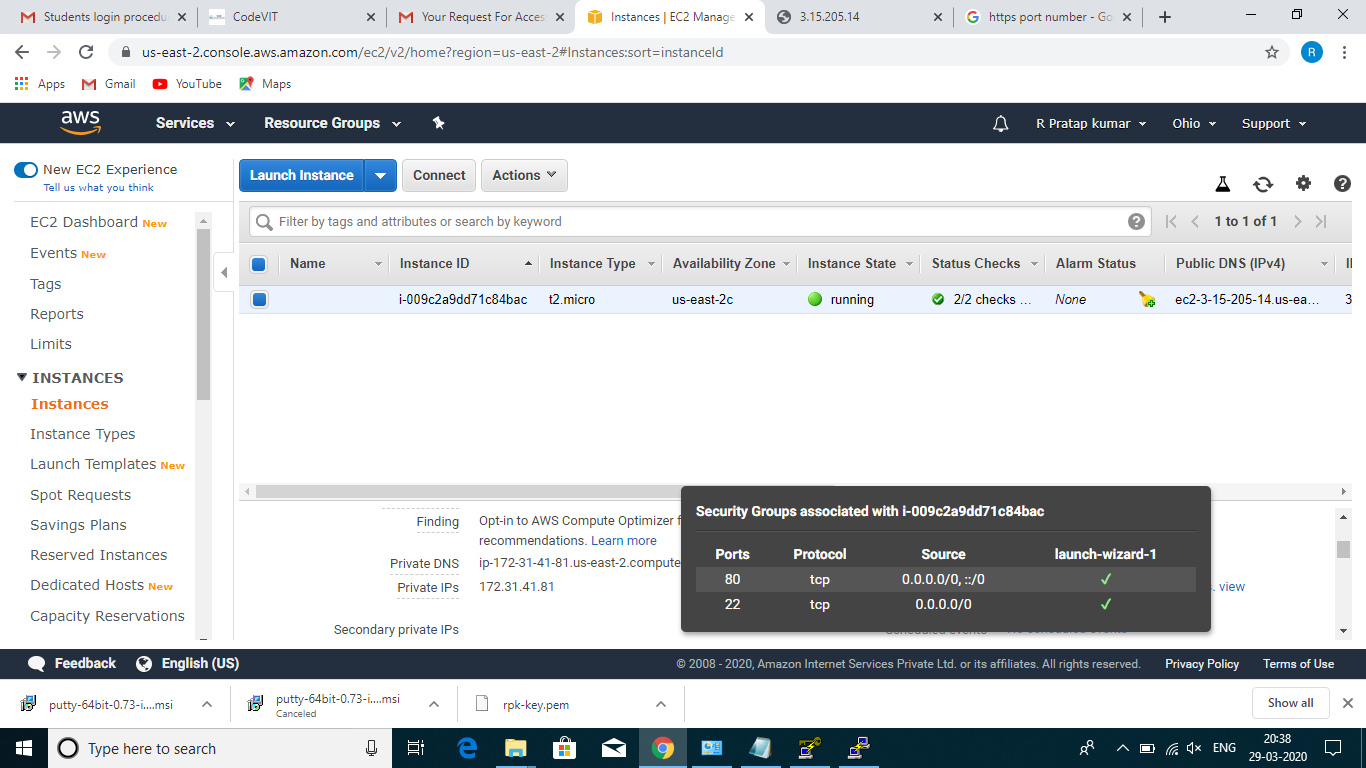 Students login procedu
CodeVIT
Your Request For Acces
Instances | EC2 Manage
3.15.205.14
https port number - Go
us-east-2.console.aws.amazon.com/ec2/v2/home?region=us-east-2#Instances:sort=instanceId
R
Apps
Gmail
YouTube
Maps
aws
Services
Resource Groups
R Pratap kumar
Ohio
Support
New EC2 Experience
Tell us what you think
Launch Instance
Connect
Actions
EC2 Dashboard New
Events New
Tags
Reports
Limits
INSTANCES
Instances
Instance Types
Launch Templates New
Spot Requests
Savings Plans
Reserved Instances
Dedicated Hosts New
Capacity Reservations
Filter by tags and attributes or search by keyword
1 to 1 of 1
Name Instance ID Instance Type Availability Zone Instance State Status Checks Alarm Status Public DNS (IPv4)
i-009c2a9dd71c84bac t2.micro us-east-2c running 2/2 checks ... None ec2-3-15-205-14.us-ea... 3
Finding Opt-in to AWS Compute Optimizer f
recommendations. Learn more
Private DNS ip-172-31-41-81.us-east-2.compute
Private IPs 172.31.41.81
Secondary private IPs
view
Security Groups associated with i-009c2a9dd71c84bac
Ports Protocol Source launch-wizard-1
80 tcp 0.0.0.0/0, ::/0 ✓
22 tcp 0.0.0.0/0 ✓
Feedback
English (US)
© 2008 - 2020, Amazon Internet Services Private Ltd. or its affiliates. All rights reserved.
Privacy Policy
Terms of Use
putty-64bit-0.73-i....msi
putty-64bit-0.73-i....msi
Canceled
rpk-key.pem
Show all
Type here to search
ENG
20:38
29-03-2020